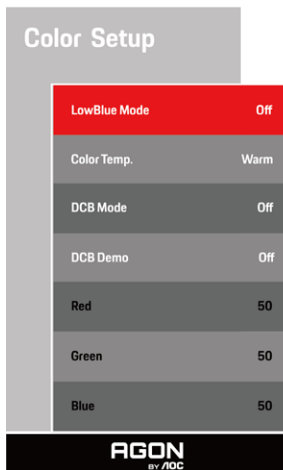 Color Setup
LowBlue Mode Off
Color Temp. Warm
DCB Mode Off
DCB Demo Off
Red 50
Green 50
Blue 50
AGON
BY AOC